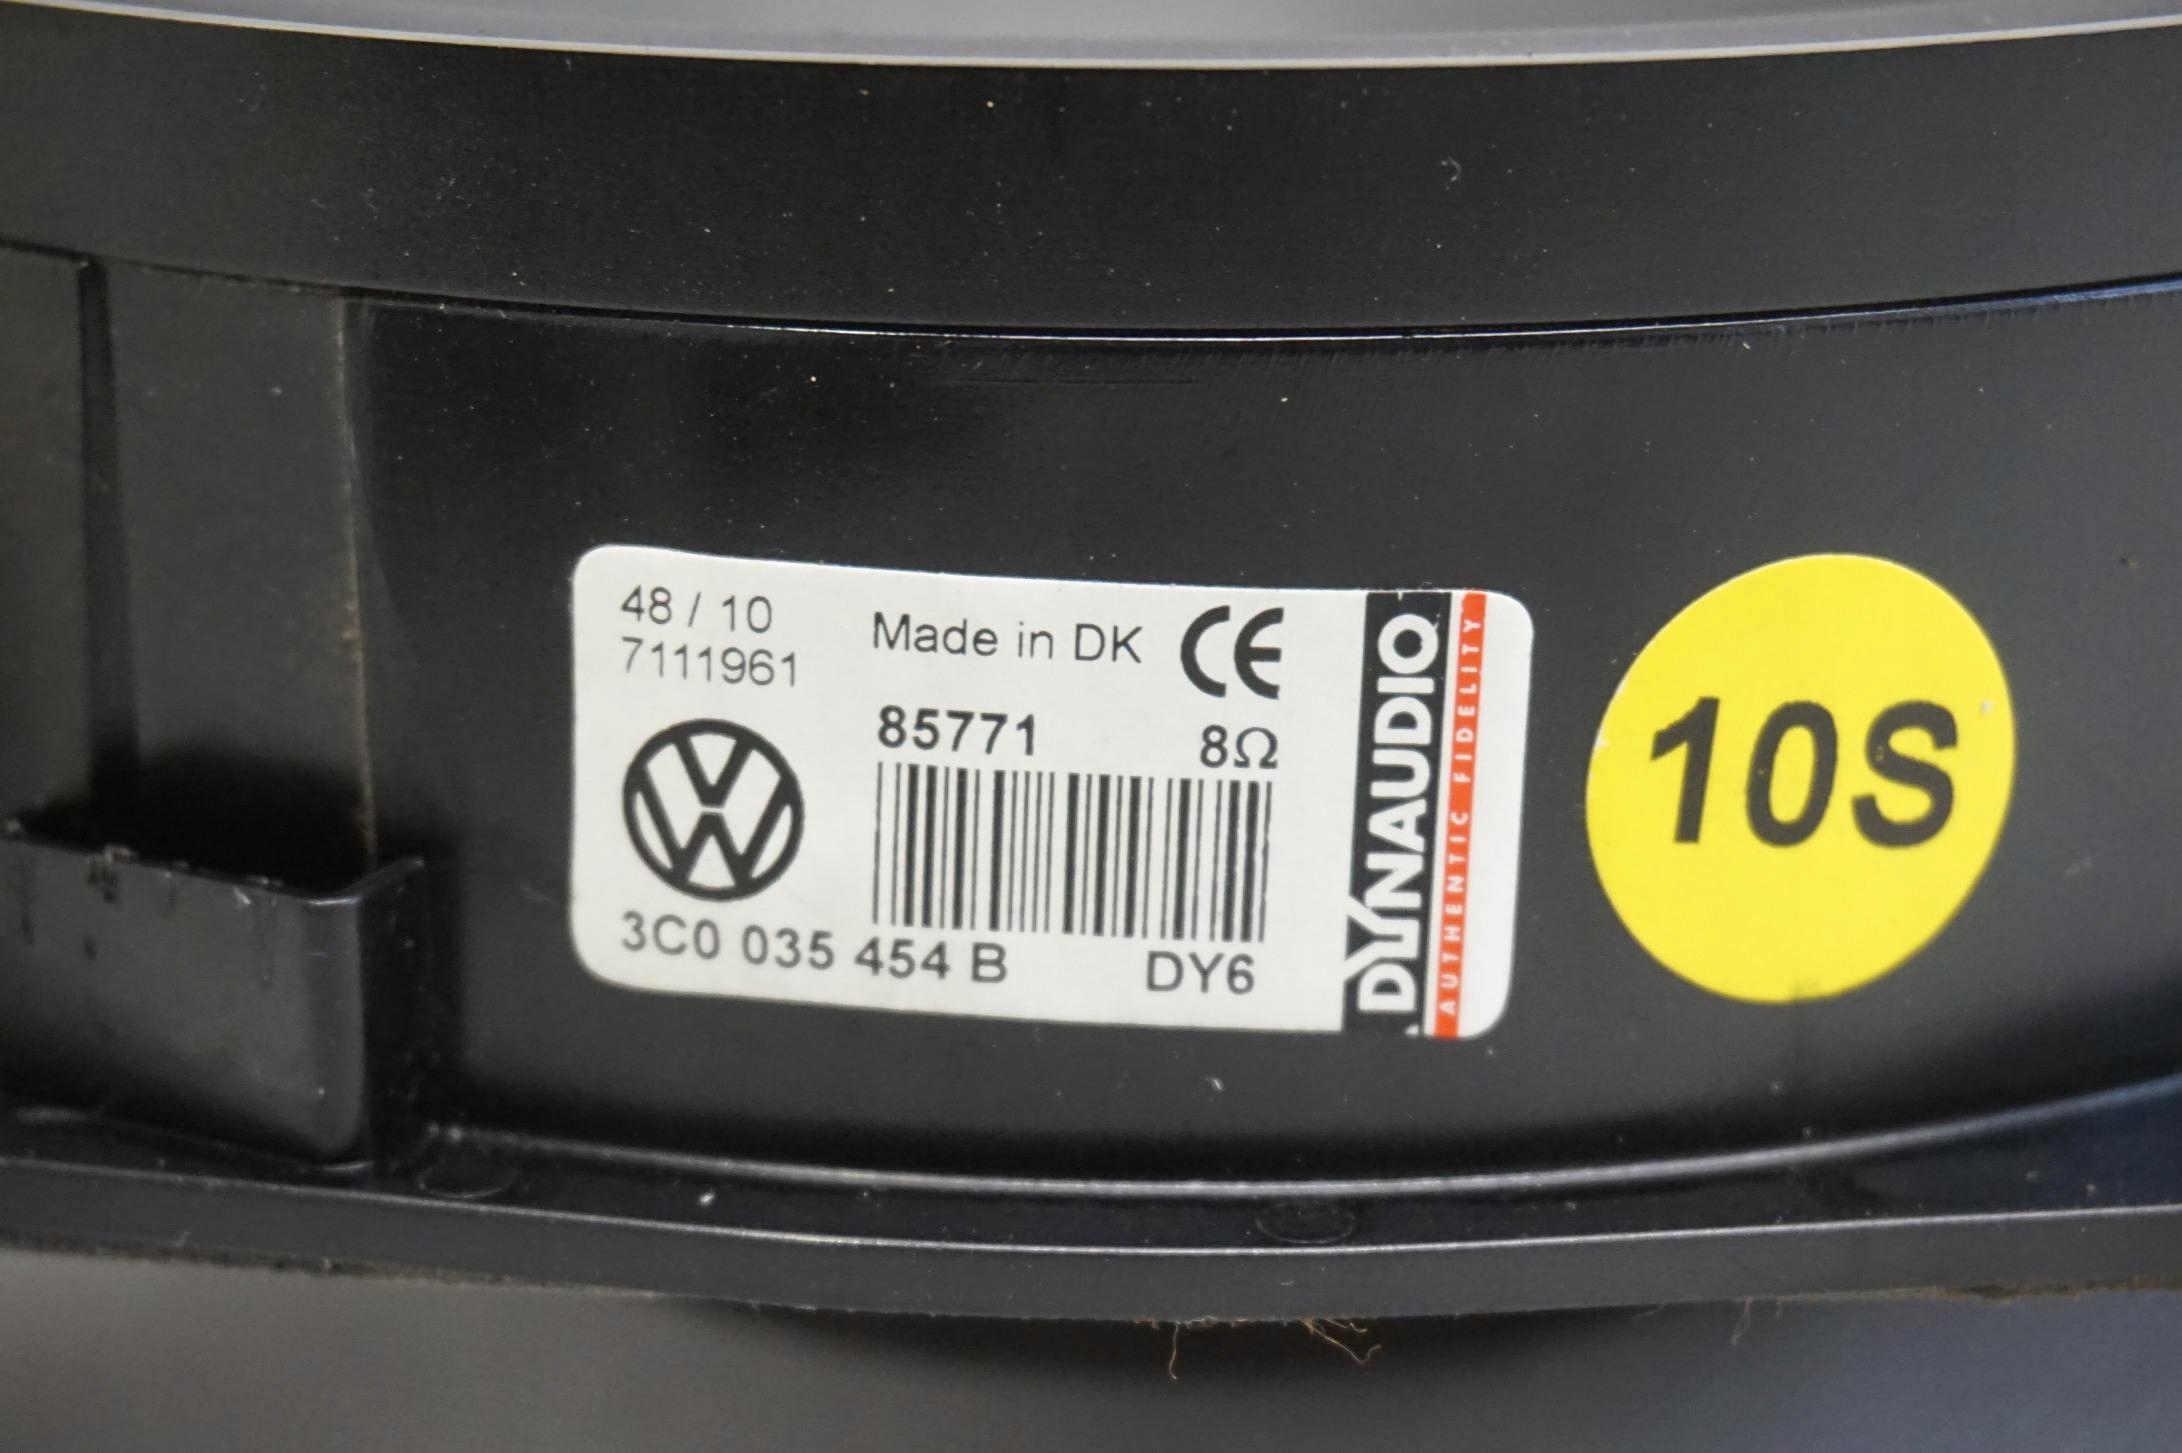 48 / 10
7111961
Made in DK
CE
85771
8Ω
3C0 035 454 B
DY6
DYNAUDIO
AUTHENTIC FIDELITY
10S